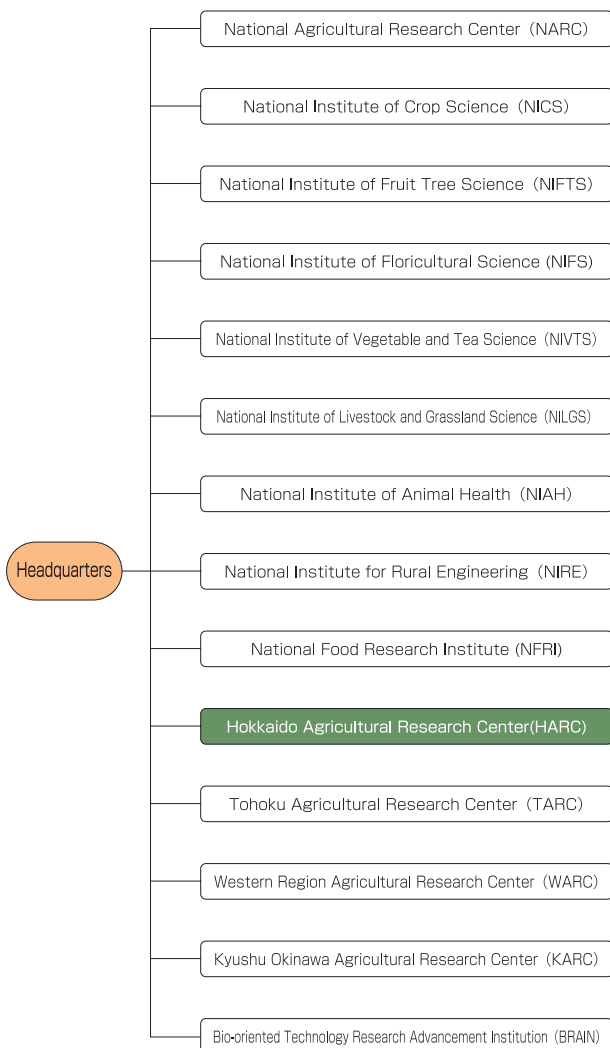 National Agricultural Research Center (NARC)
National Institute of Crop Science (NICS)
National Institute of Fruit Tree Science (NIFTS)
National Institute of Floricultural Science (NIFS)
National Institute of Vegetable and Tea Science (NIVTS)
National Institute of Livestock and Grassland Science (NILGS)
National Institute of Animal Health (NIAH)
Headquarters
National Institute for Rural Engineering (NIRE)
National Food Research Institute (NFRI)
Hokkaido Agricultural Research Center(HARC)
Tohoku Agricultural Research Center (TARC)
Western Region Agricultural Research Center (WARC)
Kyushu Okinawa Agricultural Research Center (KARC)
Bio-oriented Technology Research Advancement Institution (BRAIN)